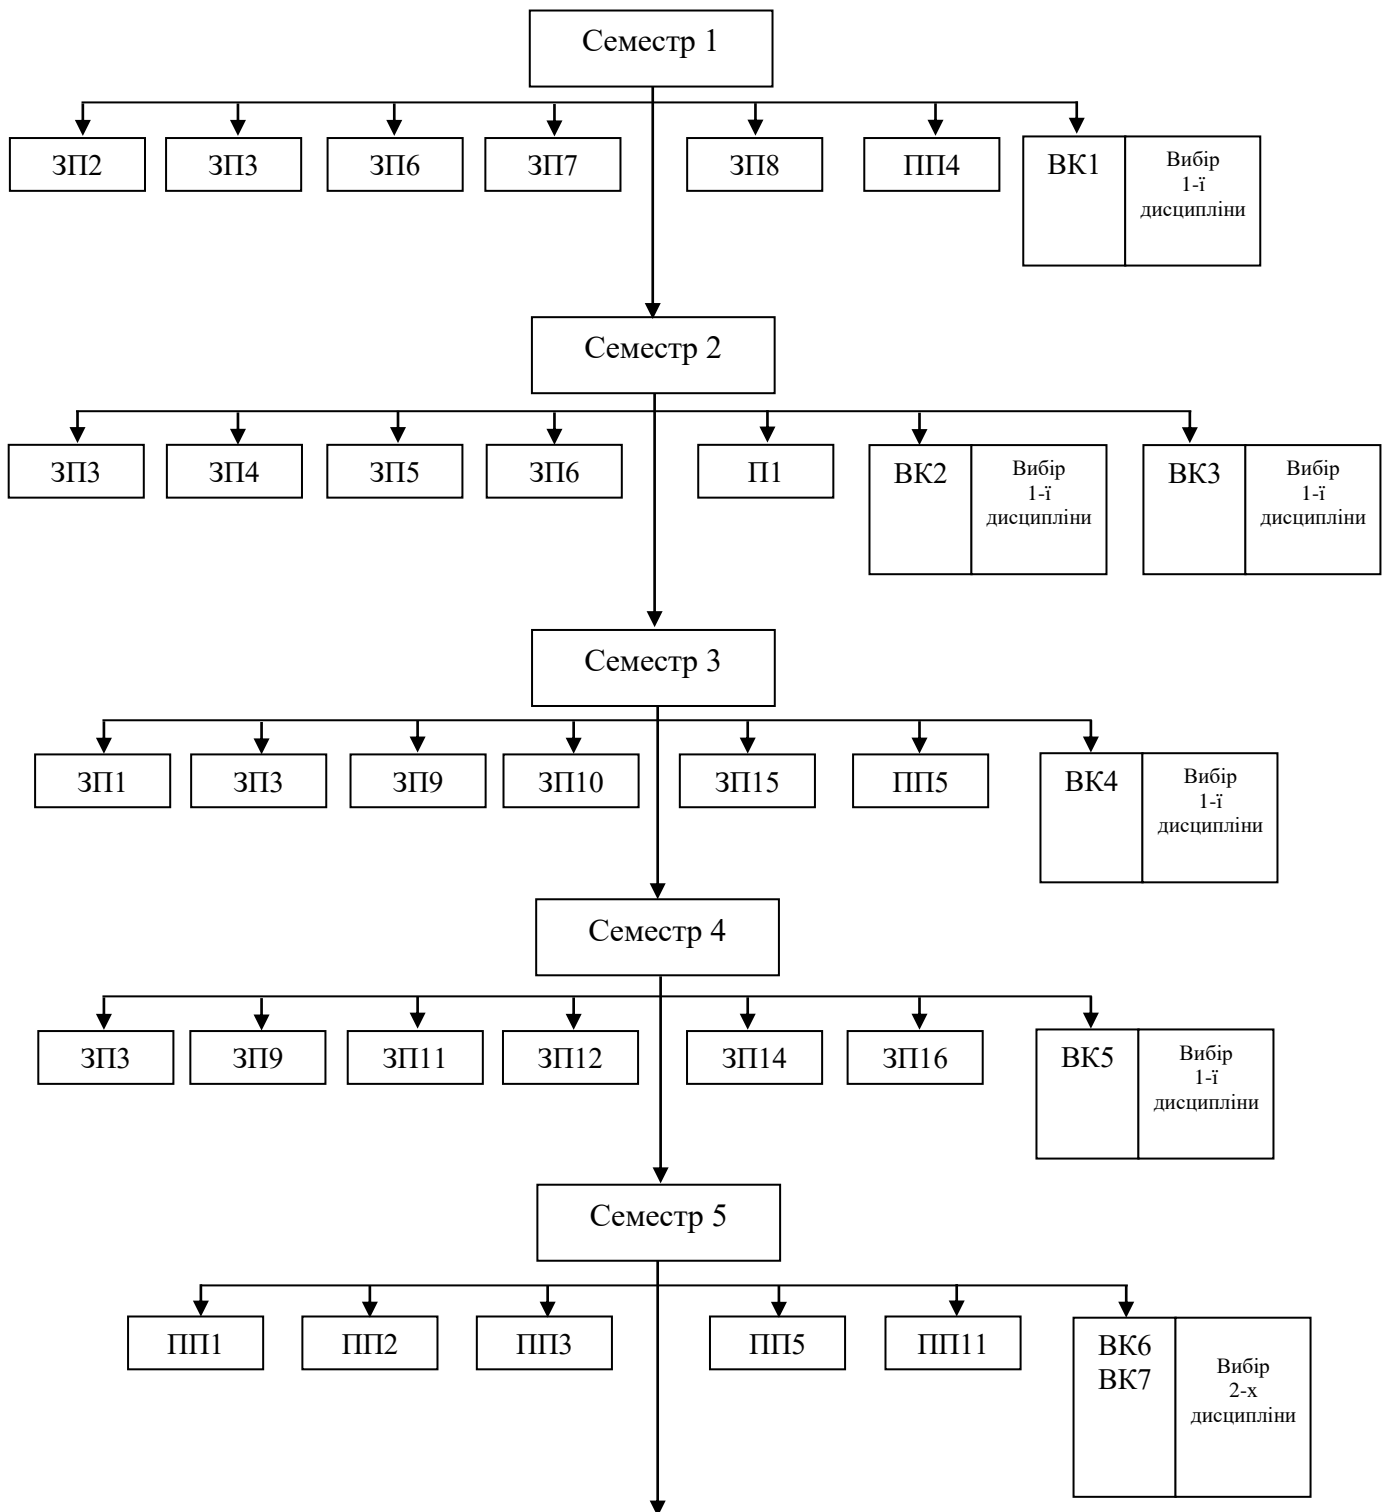 Семестр 1
ЗП2 ЗП3 ЗП6 ЗП7 ЗП8 ПП4 ВК1 Вибір
1-ї
дисципліни
Семестр 2
ЗП3 ЗП4 ЗП5 ЗП6 П1 ВК2 Вибір
1-ї
дисципліни
ВК3 Вибір
1-ї
дисципліни
Семестр 3
ЗП1 ЗП3 ЗП9 ЗП10 ЗП15 ПП5 ВК4 Вибір
1-ї
дисципліни
Семестр 4
ЗП3 ЗП9 ЗП11 ЗП12 ЗП14 ЗП16 ВК5 Вибір
1-ї
дисципліни
Семестр 5
ПП1 ПП2 ПП3 ПП5 ПП11 ВК6
ВК7
Вибір
2-х
дисципліни